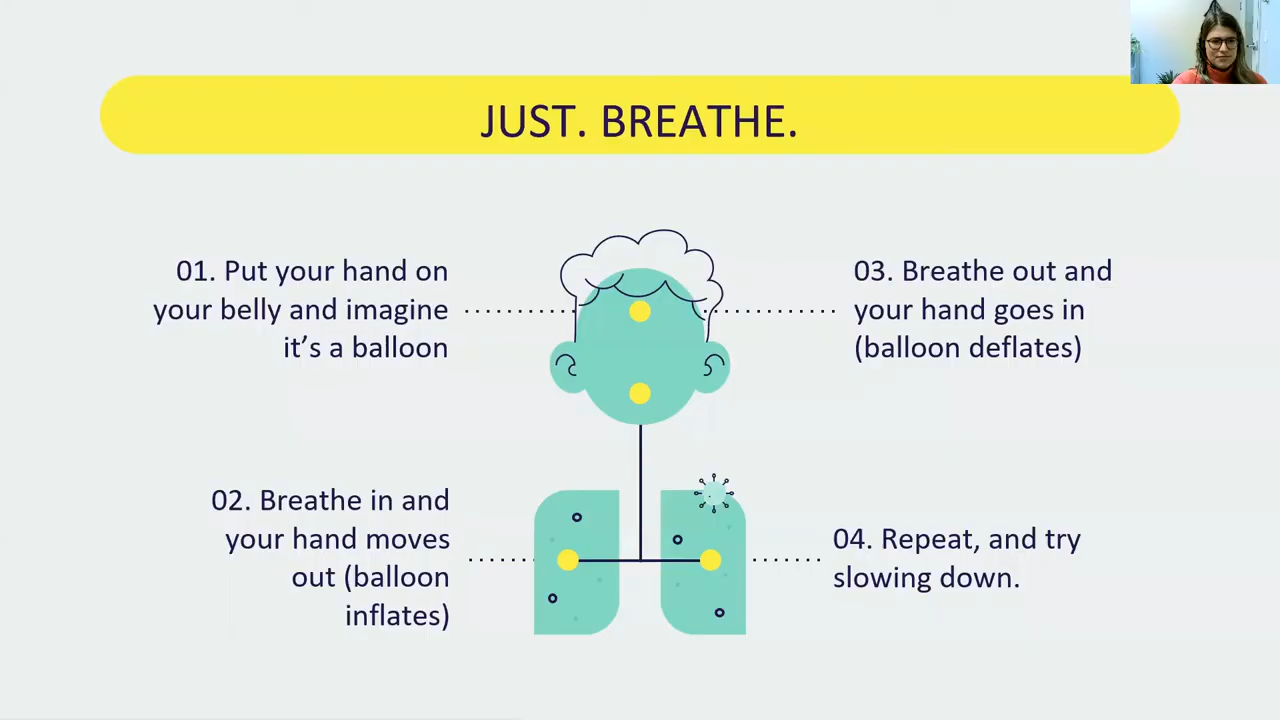 JUST. BREATHE.
01. Put your hand on
your belly and imagine
it's a balloon
02. Breathe in and
your hand moves
out (balloon
inflates)
03. Breathe out and
your hand goes in
(balloon deflates)
04. Repeat, and try
slowing down.